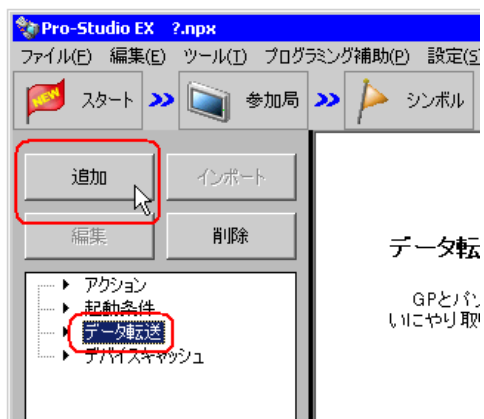 Pro-Studio EX ?.npx
ファイル(F) 編集(E) ツール(T) プログラミング補助(P) 設定(S)
NEW スタート 参加局 シンボル
追加 インポート
編集 削除
データ転
アクション
GPとパソ
起動条件
いにやり取
データ転送
デバイスキャッシュ